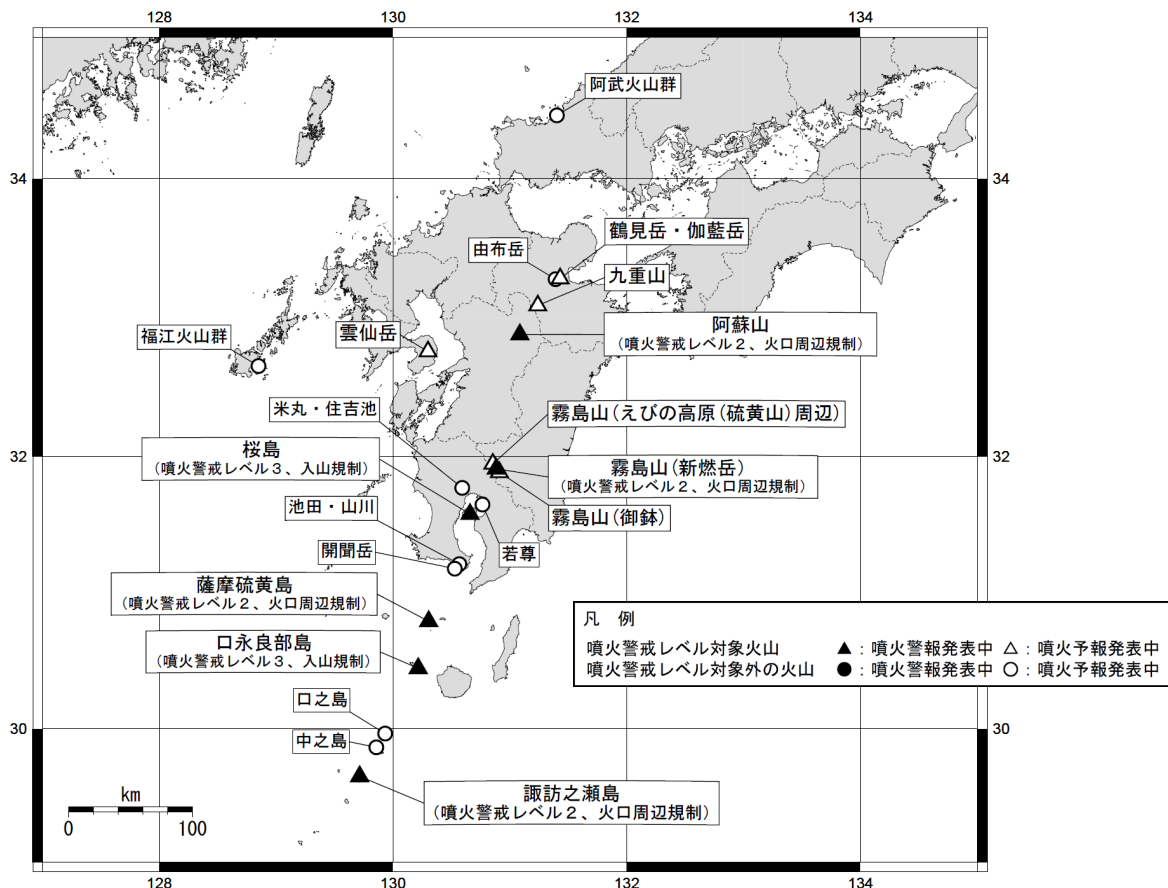 128
130
132
134
阿武火山群
34
34
鶴見岳・伽藍岳
由布岳
九重山
阿蘇山
(噴火警戒レベル2、火口周辺規制)
雲仙岳
福江火山群
米丸・住吉池
霧島山(えびの高原(硫黄山)周辺)
桜島
(噴火警戒レベル3、入山規制)
32
32
霧島山(新燃岳)
(噴火警戒レベル2、火口周辺規制)
池田・山川
霧島山(御鉢)
開聞岳
若尊
薩摩硫黄島
(噴火警戒レベル2、火口周辺規制)
口永良部島
(噴火警戒レベル3、入山規制)
凡 例
噴火警戒レベル対象火山 ▲:噴火警報発表中 △:噴火予報発表中
噴火警戒レベル対象外の火山 ●:噴火警報発表中 ○:噴火予報発表中
口之島
30
30
中之島
諏訪之瀬島
(噴火警戒レベル2、火口周辺規制)
km
0 100
128
130
132
134